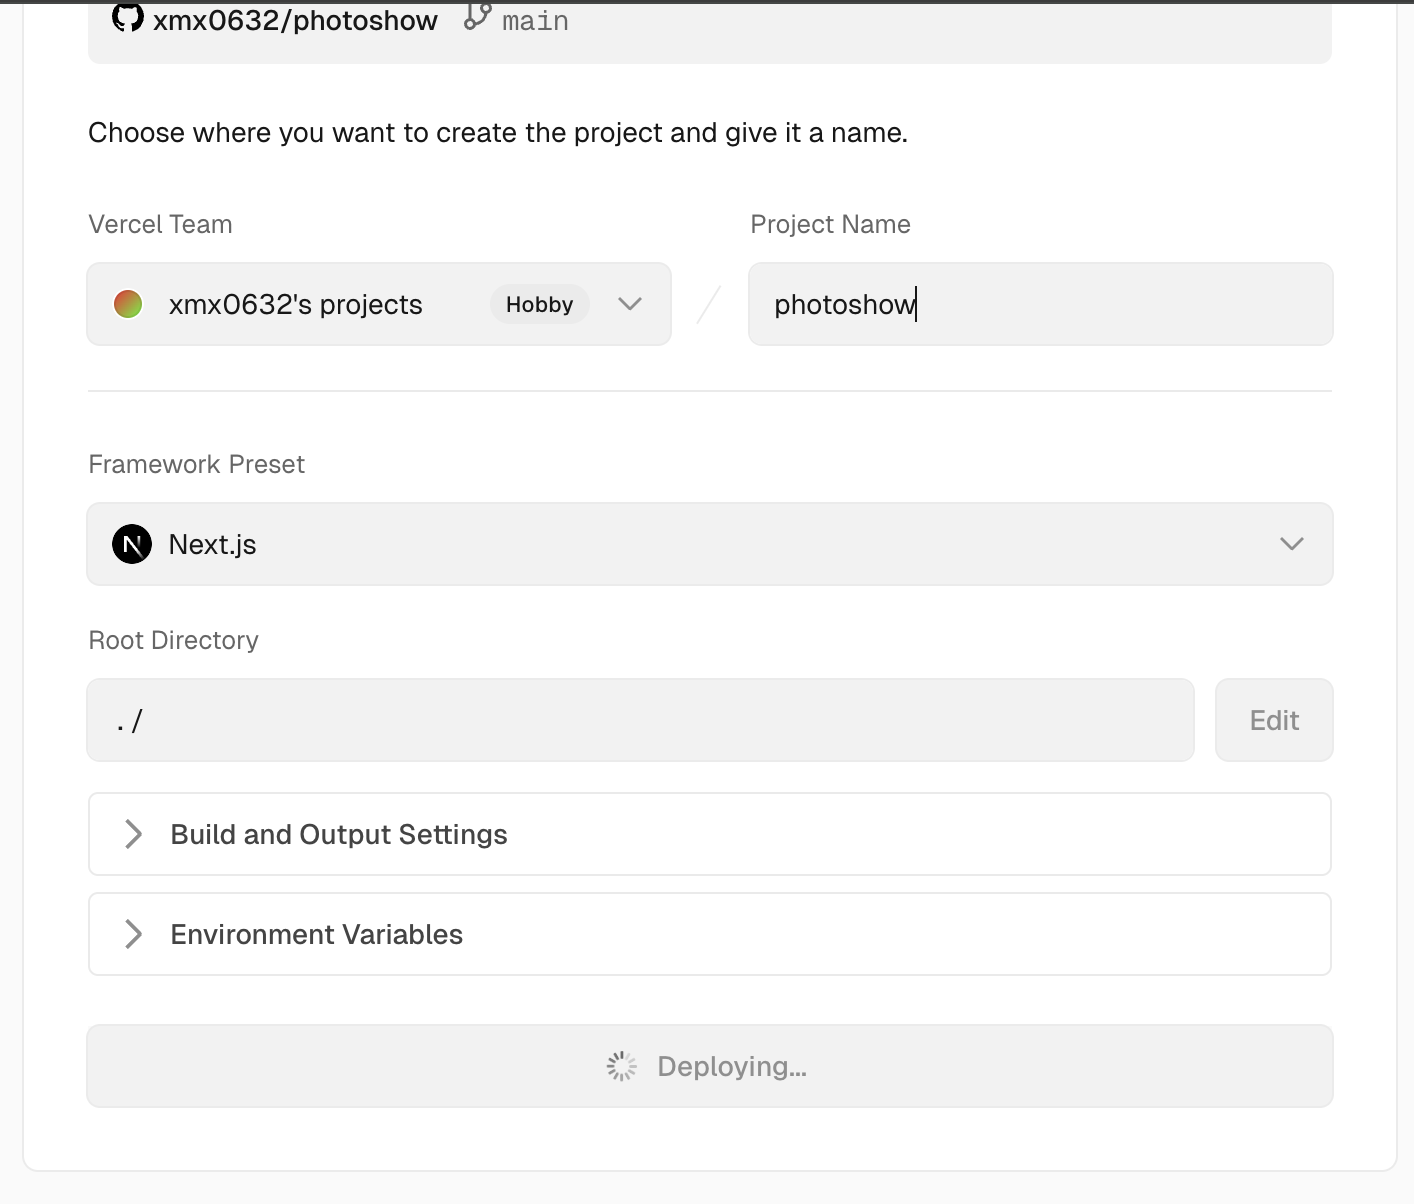 xmx0632/photoshow main
Choose where you want to create the project and give it a name.
Vercel Team
Project Name
xmx0632's projects Hobby
/
photoshow
Framework Preset
Next.js
Root Directory
./
Edit
Build and Output Settings
Environment Variables
Deploying...